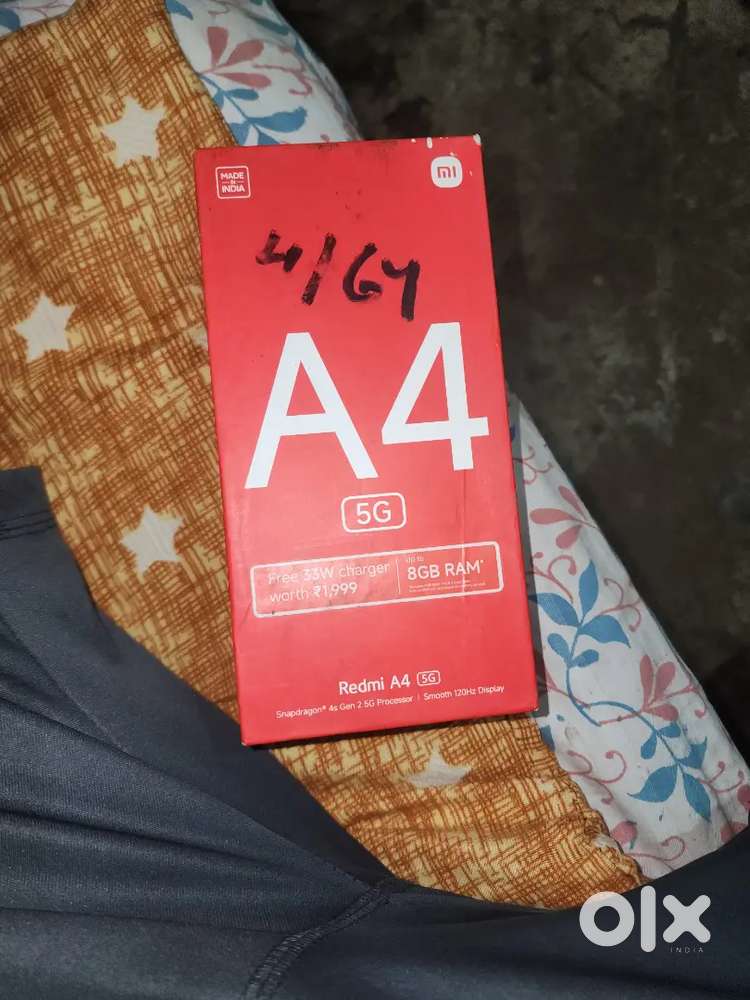 MADE
IN
INDIA
mi
4/64
A4
5G
Free 33W charger
worth ₹1,999
Up to
8GB RAM*
Redmi A4 5G
Snapdragon® 4s Gen 2 5G Processor | Smooth 120Hz Display
olx
INDIA